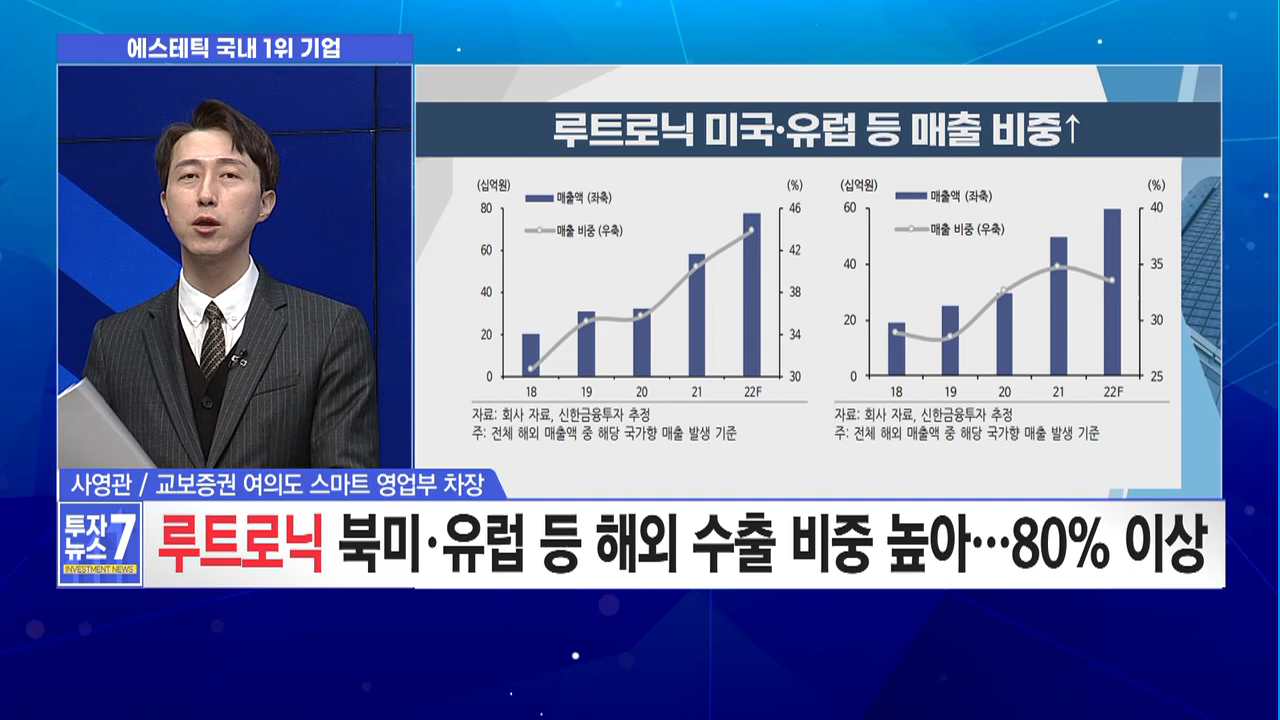 에스테틱 국내 1위 기업
루트로닉 미국·유럽 등 매출 비중↑
(십억원)
(%)
매출액 (좌축)
매출 비중 (우축)
80
60
40
20
0
46
42
38
34
30
18 19 20 21 22F
자료: 회사 자료, 신한금융투자 추정
주: 전체 해외 매출액 중 해당 국가향 매출 발생 기준
(십억원)
(%)
매출액 (좌축)
매출 비중 (우축)
60
40
20
0
40
35
30
25
18 19 20 21 22F
자료: 회사 자료, 신한금융투자 추정
주: 전체 해외 매출액 중 해당 국가향 매출 발생 기준
사영관 / 교보증권 여의도 스마트 영업부 차장
투자
뉴스 7
INVESTMENT NEWS
루트로닉 북미·유럽 등 해외 수출 비중 높아…80% 이상